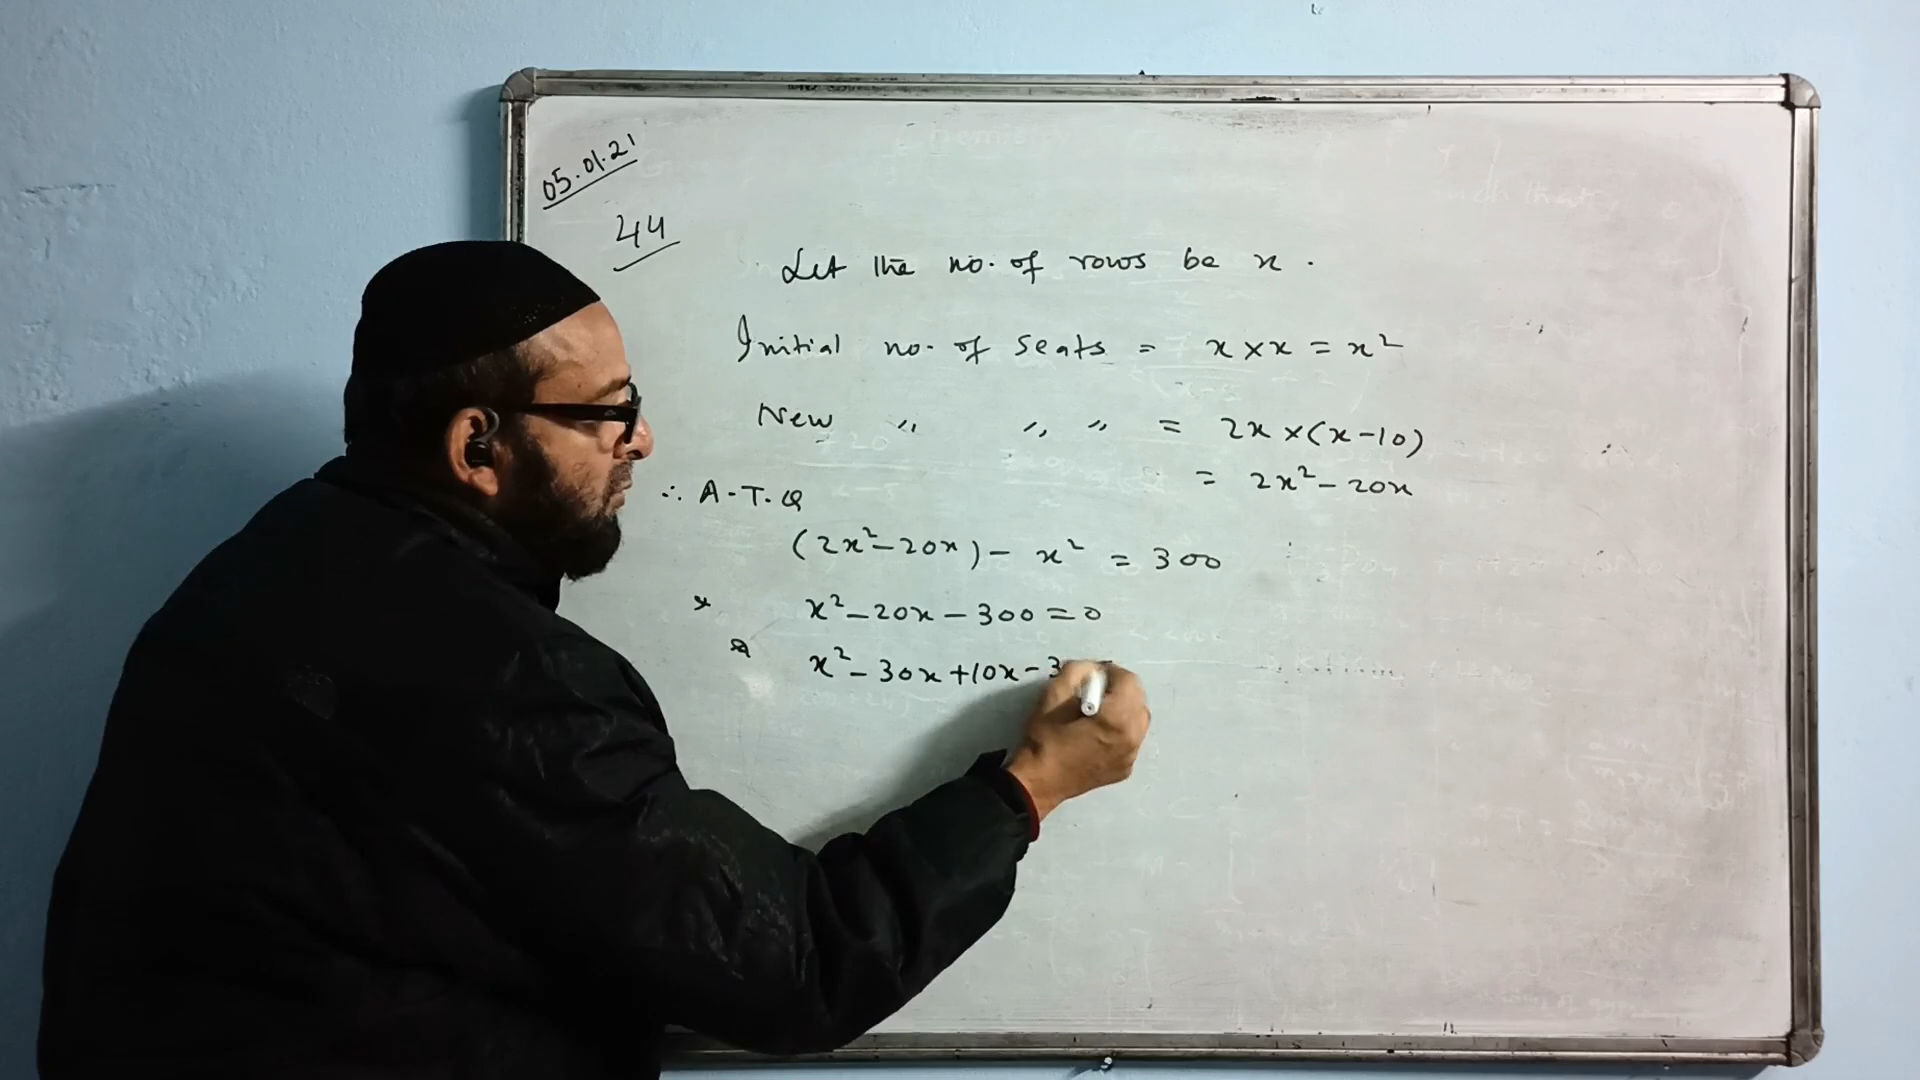 05.01.21
44
Let the no. of rows be x.
Initial no. of seats = x × x = x²
New " " " = 2x × (x-10)
= 2x² - 20x
∴ A.T.Q
(2x² - 20x) - x² = 300
x² - 20x - 300 = 0
x² - 30x + 10x - 3